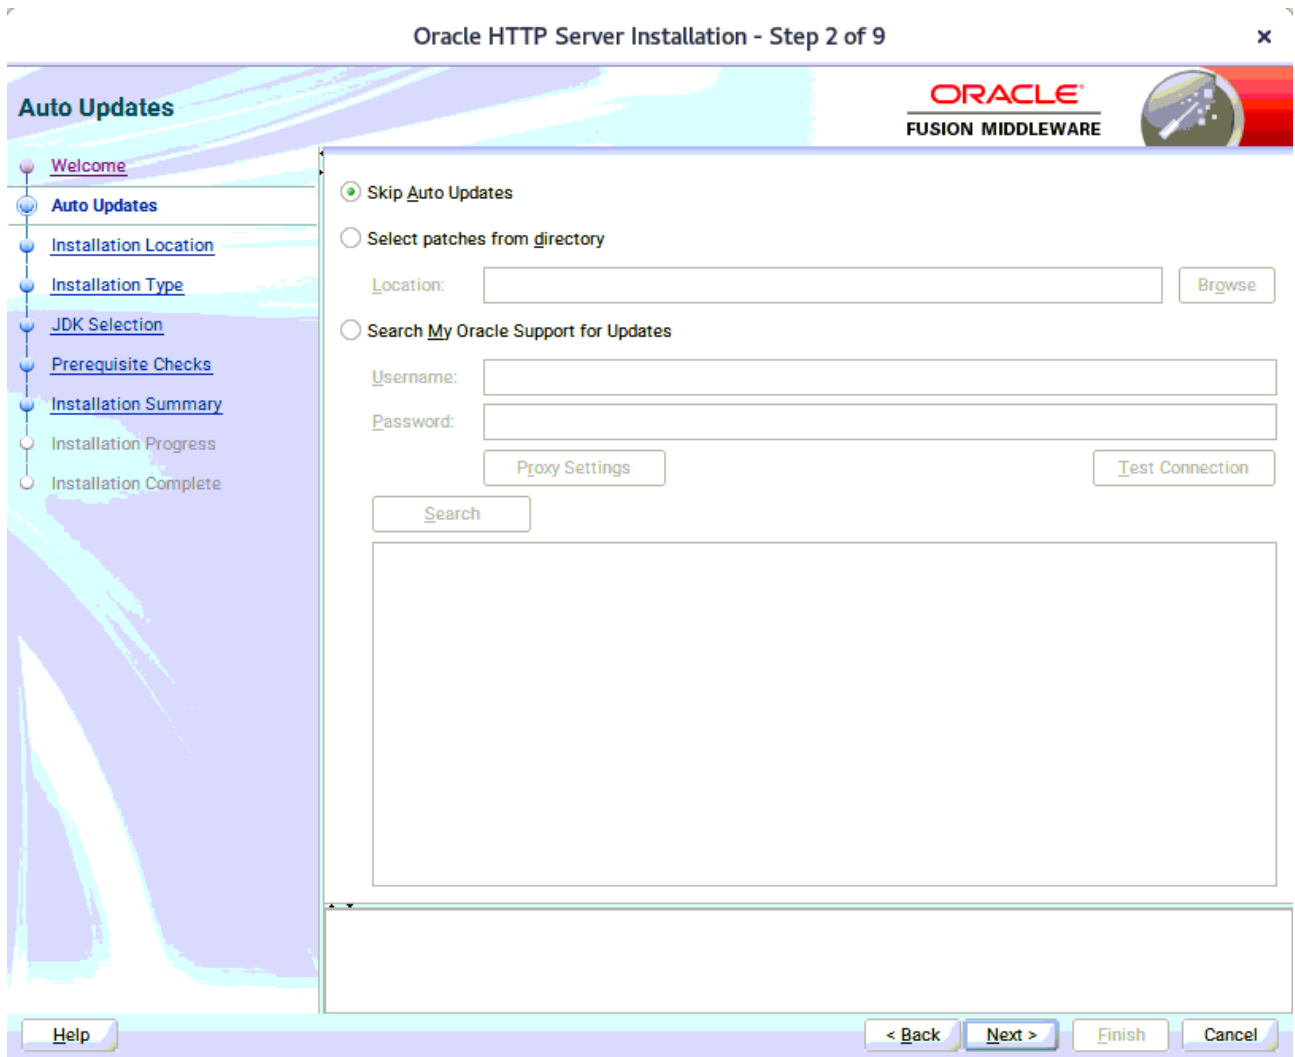 Oracle HTTP Server Installation - Step 2 of 9
Auto Updates
ORACLE
FUSION MIDDLEWARE
Welcome
Auto Updates
Installation Location
Installation Type
JDK Selection
Prerequisite Checks
Installation Summary
Installation Progress
Installation Complete
Skip Auto Updates
Select patches from directory
Location:
Browse
Search My Oracle Support for Updates
Username:
Password:
Proxy Settings
Test Connection
Search
Help
< Back
Next >
Finish
Cancel